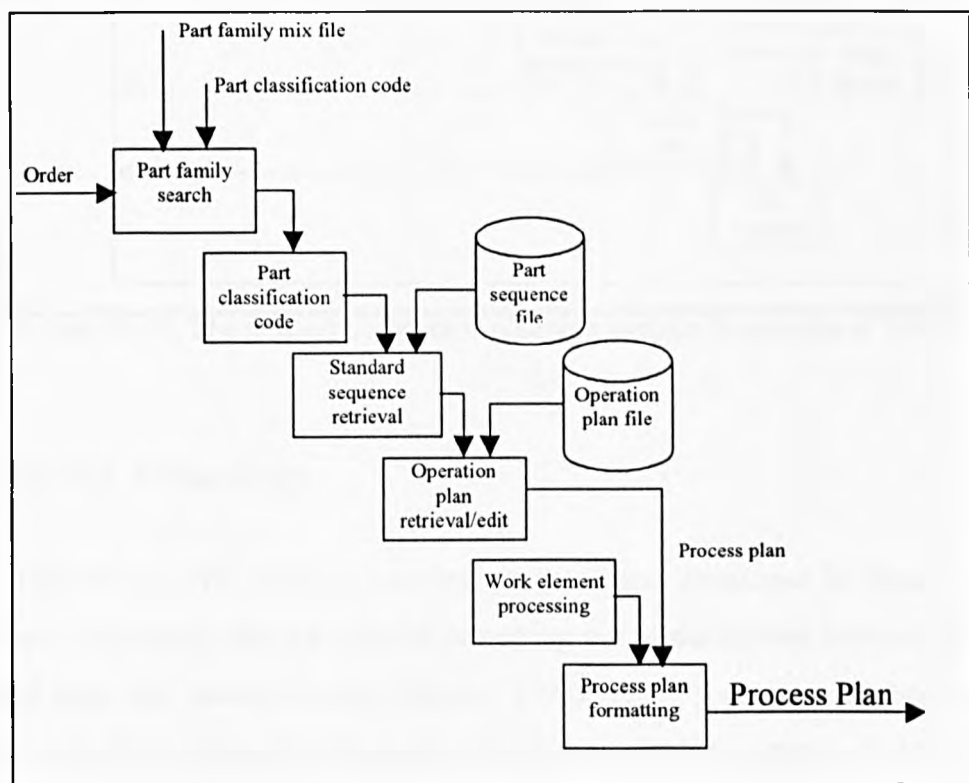 Part family mix file
Part classification code
Order
Part family
search
Part
classification
code
Part
sequence
file
Standard
sequence
retrieval
Operation
plan file
Operation
plan
retrieval/edit
Process plan
Work element
processing
Process plan
formatting
Process Plan